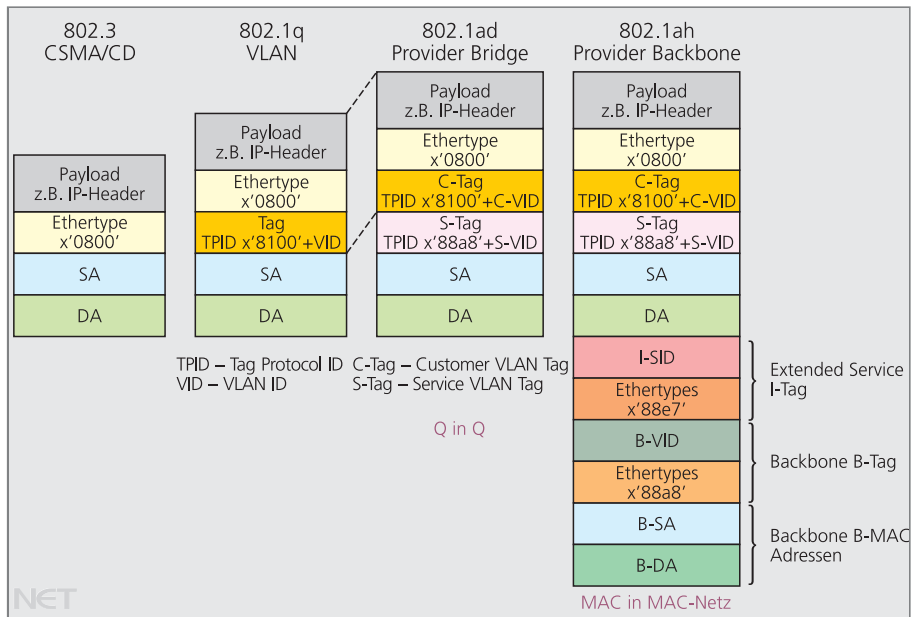 802.3
CSMA/CD
802.1q
VLAN
802.1ad
Provider Bridge
802.1ah
Provider Backbone
Payload
z.B. IP-Header
Ethertype
x'0800'
SA
DA
Payload
z.B. IP-Header
Ethertype
x'0800'
Tag
TPID x'8100'+VID
SA
DA
Payload
z.B. IP-Header
Ethertype
x'0800'
C-Tag
TPID x'8100'+C-VID
S-Tag
TPID x'88a8'+S-VID
SA
DA
Payload
z.B. IP-Header
Ethertype
x'0800'
C-Tag
TPID x'8100'+C-VID
S-Tag
TPID x'88a8'+S-VID
SA
DA
I-SID
Ethertypes
x'88e7'
B-VID
Ethertypes
x'88a8'
B-SA
B-DA
TPID – Tag Protocol ID
VID – VLAN ID
C-Tag – Customer VLAN Tag
S-Tag – Service VLAN Tag
Q in Q
Extended Service
I-Tag
Backbone B-Tag
Backbone B-MAC
Adressen
MAC in MAC-Netz
NET